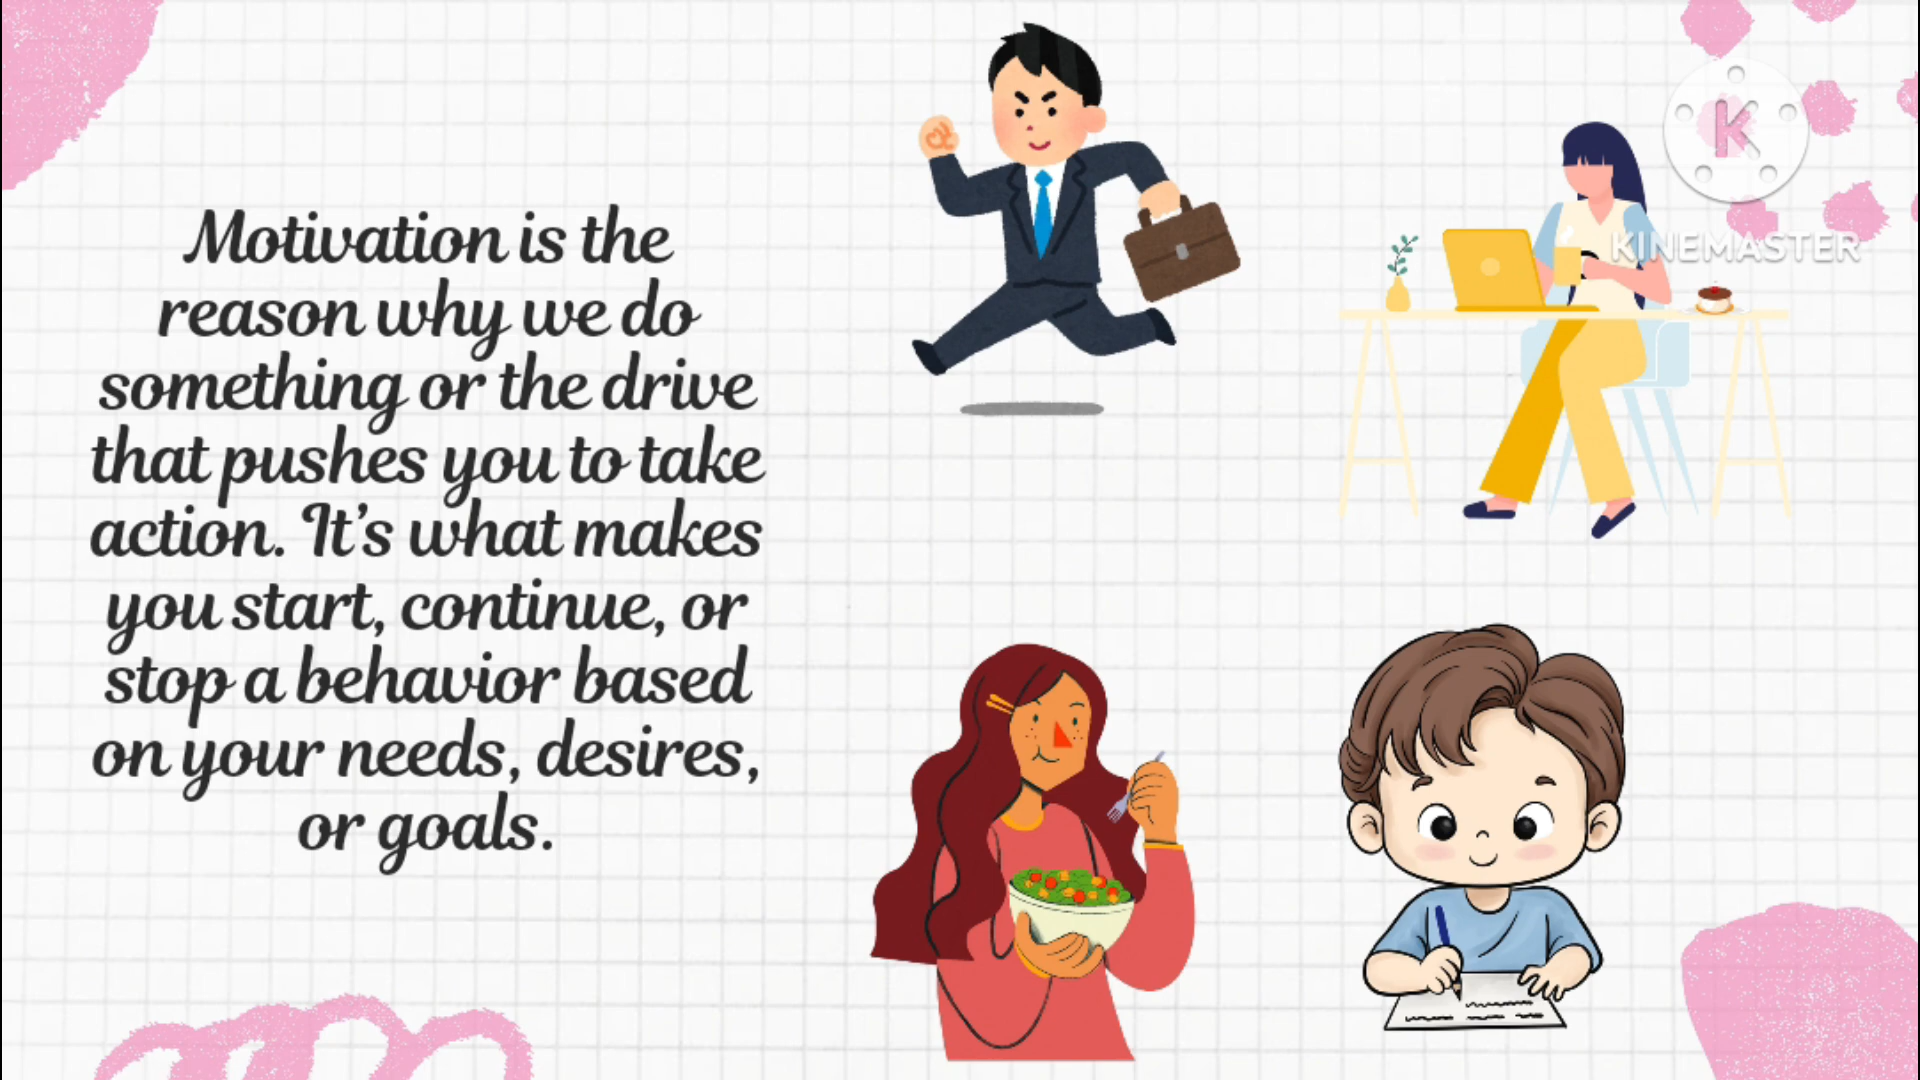 Motivation is the
reason why we do
something or the drive
that pushes you to take
action. It's what makes
you start, continue, or
stop a behavior based
on your needs, desires,
or goals.
K
KINEMASTER